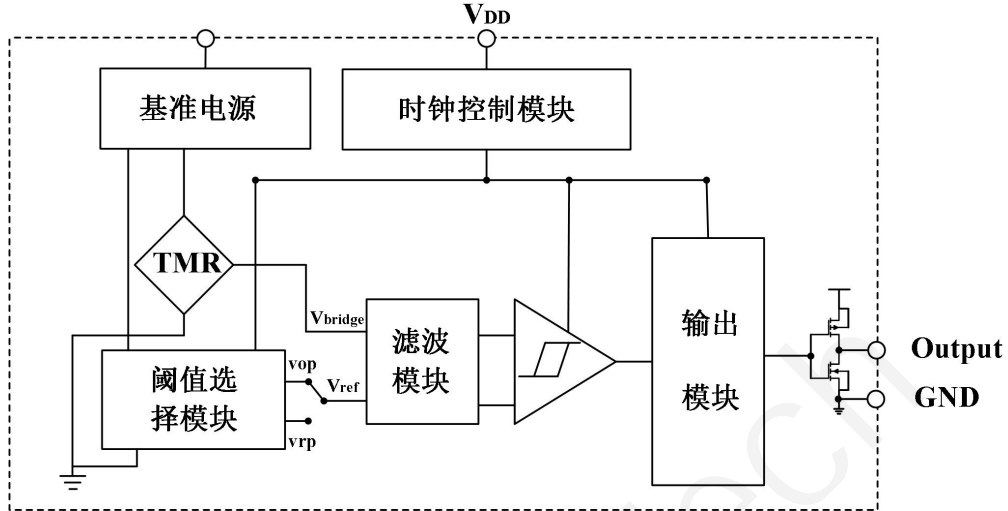 VDD
基准电源
时钟控制模块
TMR
Vbridge
滤波
模块
输出
模块
阈值选
择模块
vop
Vref
vrp
Output
GND
tech